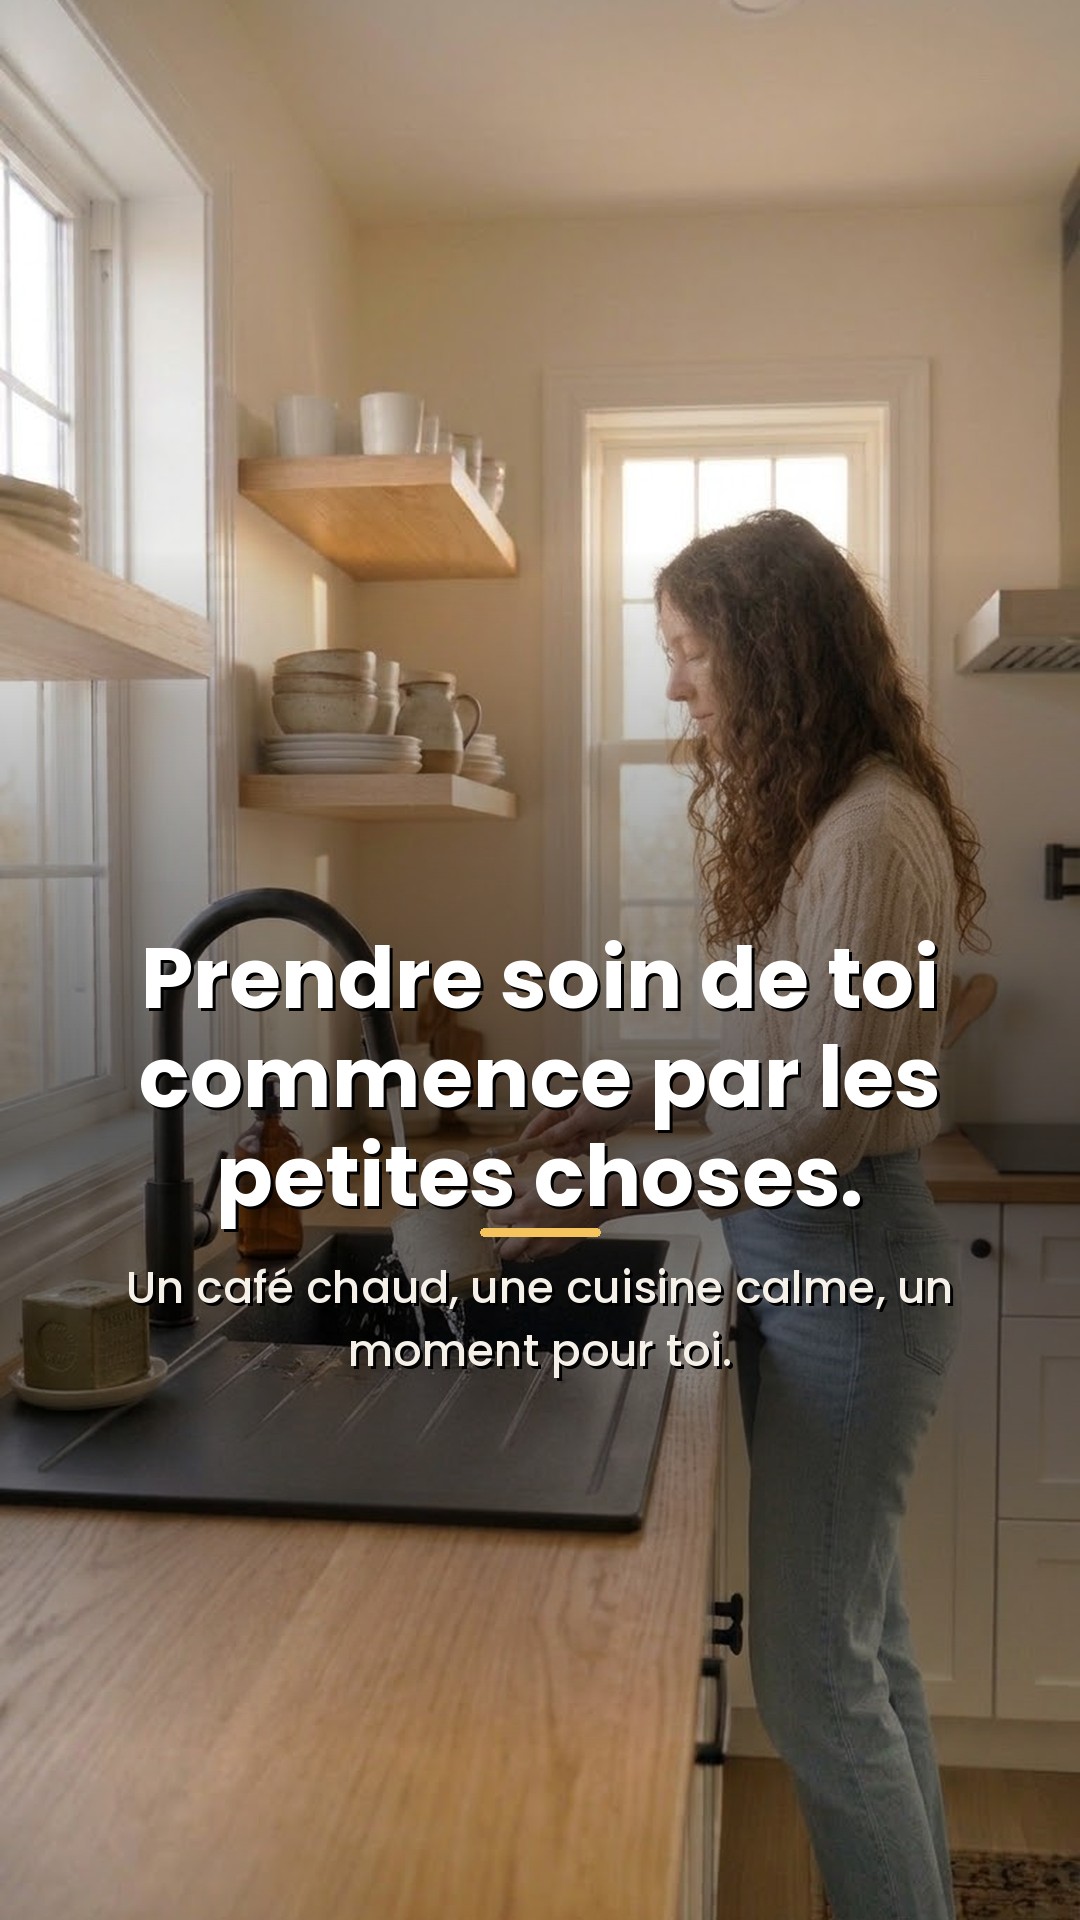 Prendre soin de toi
commence par les
petites choses.
Un café chaud, une cuisine calme, un
moment pour toi.